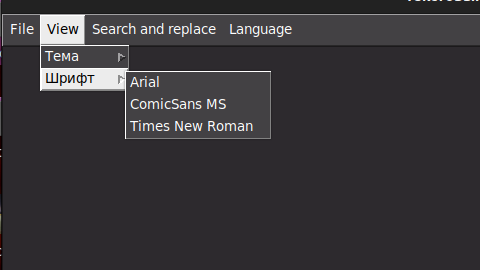 File View Search and replace Language
Тема
Шрифт
Arial
ComicSans MS
Times New Roman